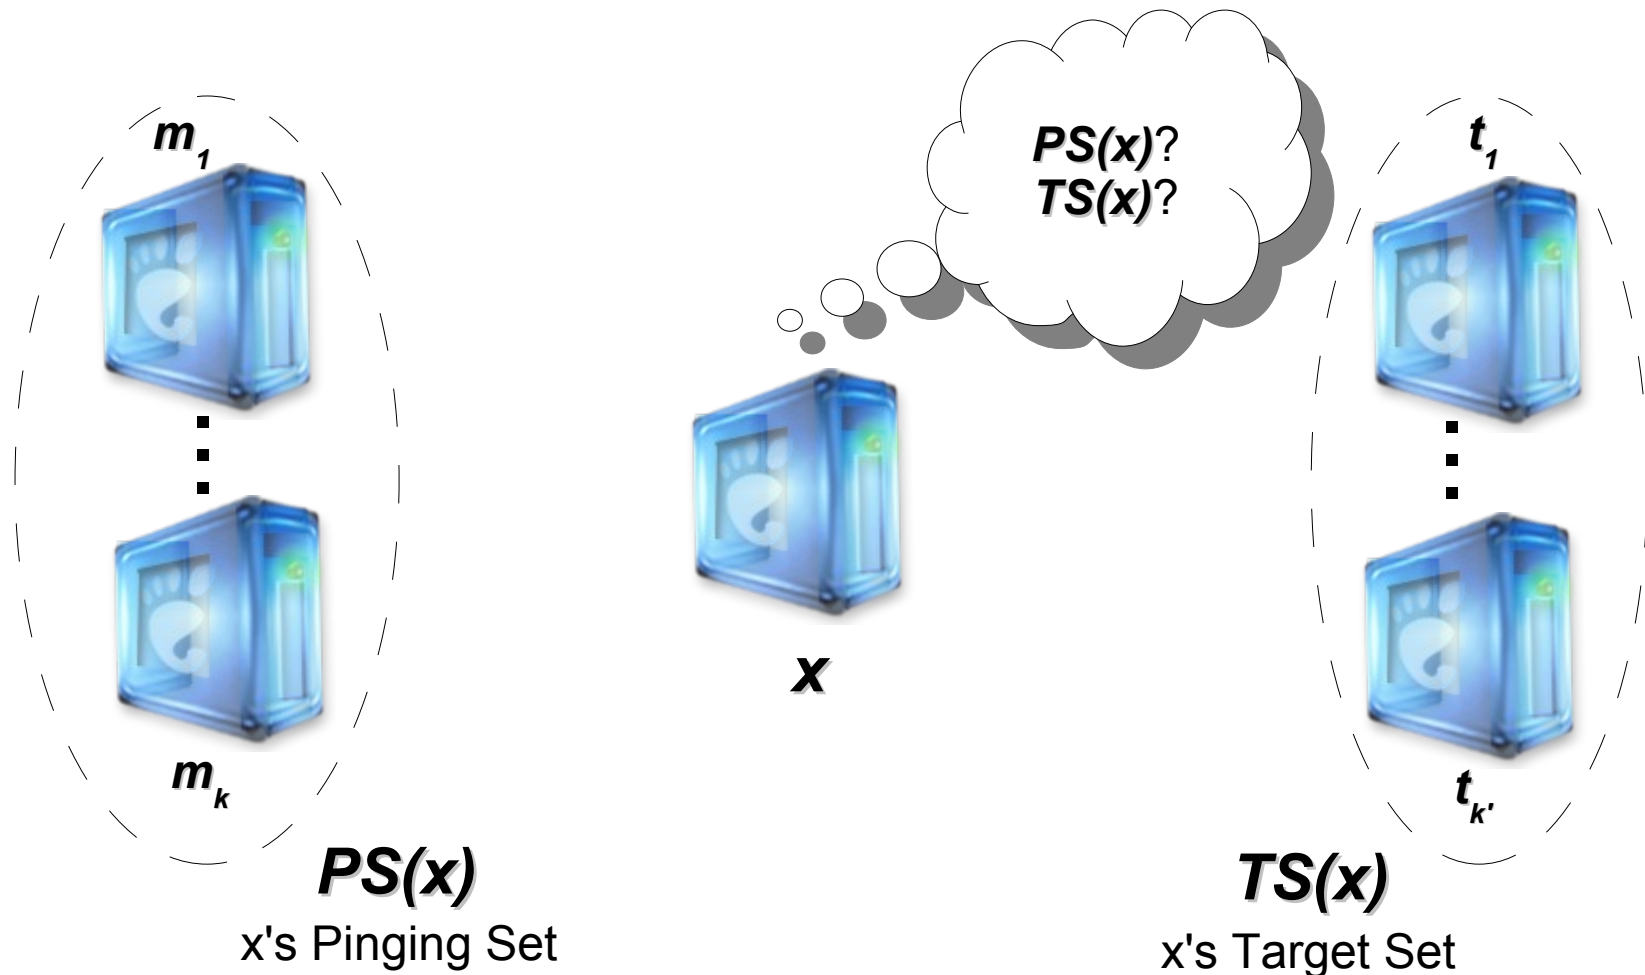 m₁
PS(x)?
TS(x)?
t₁
x
mₖ
tₖ'
PS(x)
TS(x)
x's Pinging Set
x's Target Set